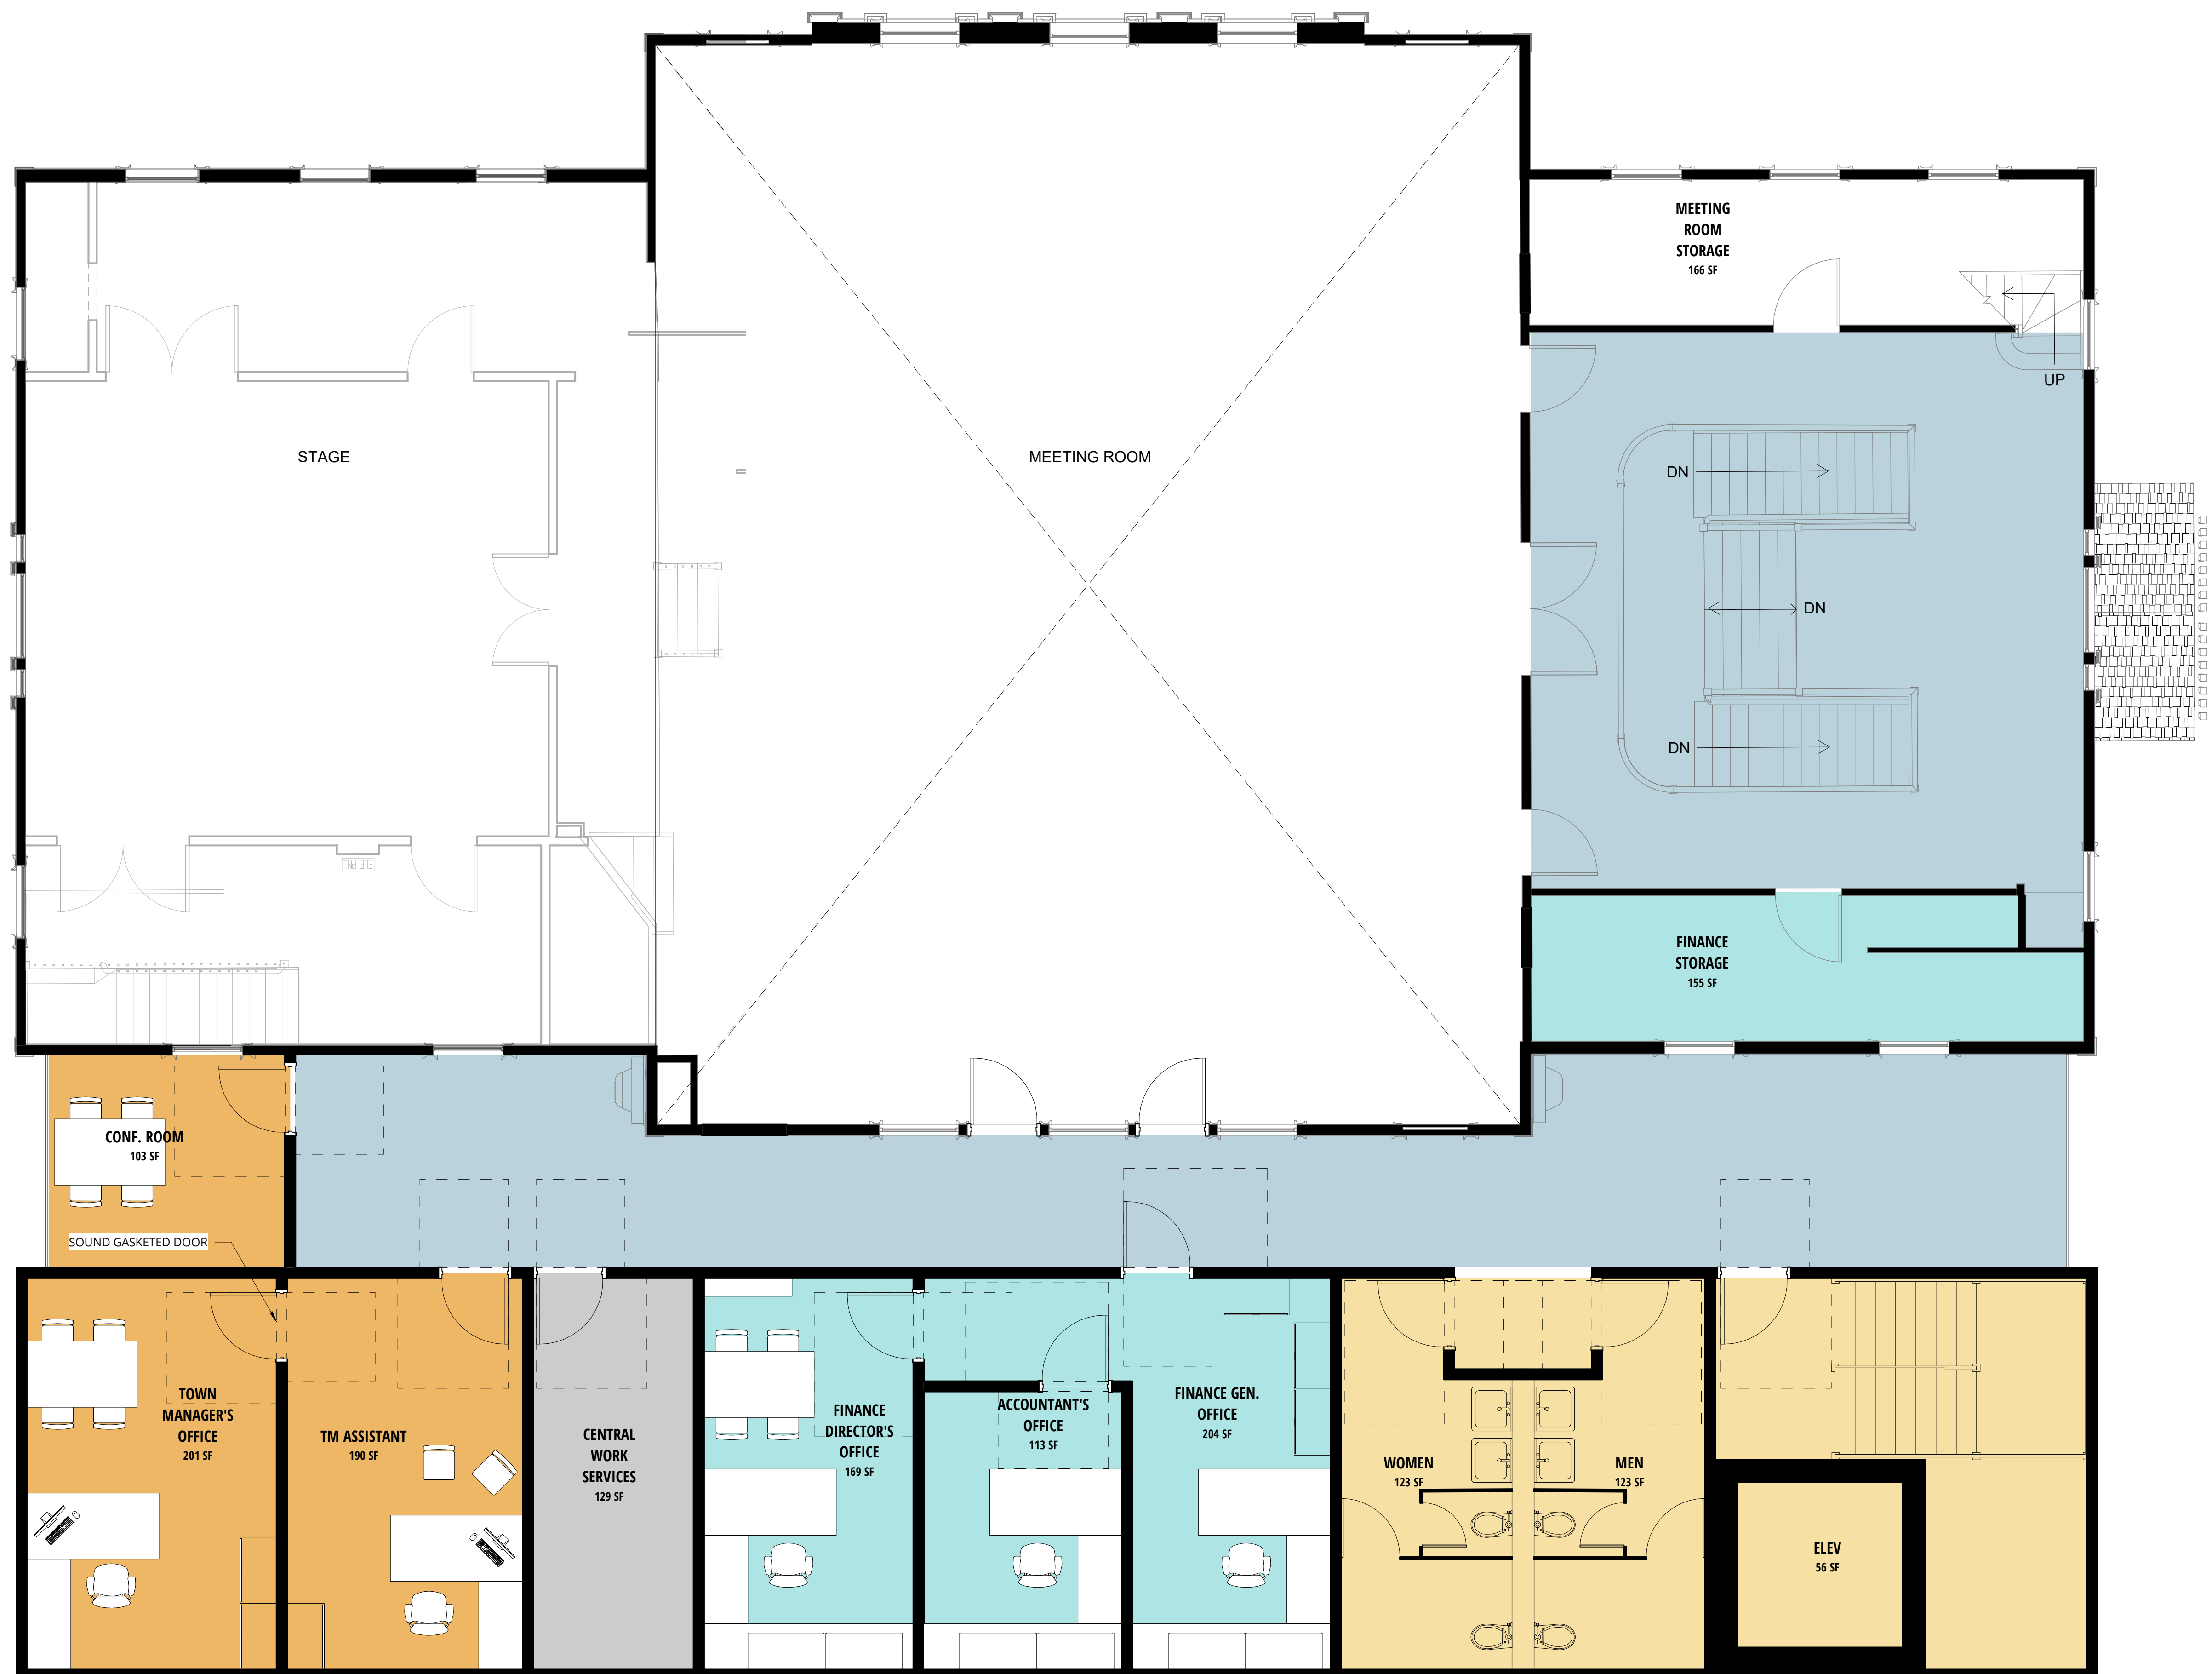 MEETING
ROOM
STORAGE
166 SF
UP
STAGE
MEETING ROOM
DN
DN
DN
ELE PNL
FINANCE
STORAGE
155 SF
CONF. ROOM
103 SF
SOUND GASKETED DOOR
TOWN
MANAGER'S
OFFICE
201 SF
TM ASSISTANT
190 SF
CENTRAL
WORK
SERVICES
129 SF
FINANCE
DIRECTOR'S
OFFICE
169 SF
ACCOUNTANT'S
OFFICE
113 SF
FINANCE GEN.
OFFICE
204 SF
WOMEN
123 SF
MEN
123 SF
ELEV
56 SF